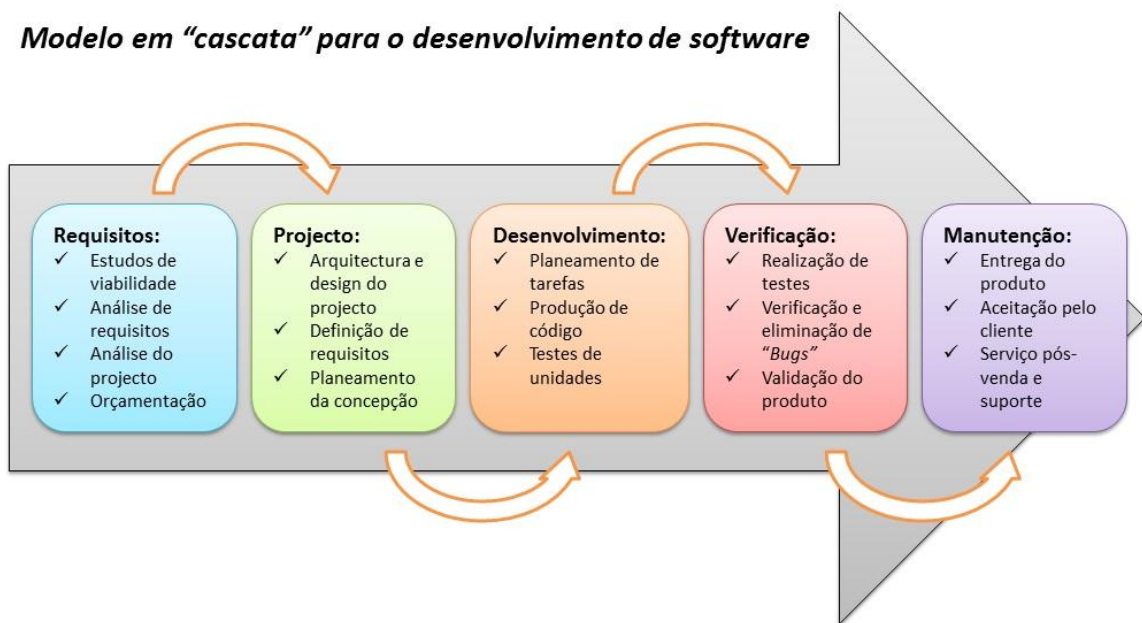 Modelo em “cascata” para o desenvolvimento de software
Requisitos:
✓ Estudos de
viabilidade
✓ Análise de
requisitos
✓ Análise do
projecto
✓ Orçamentação
Projecto:
✓ Arquitectura e
design do
projecto
✓ Definição de
requisitos
✓ Planeamento
da concepção
Desenvolvimento:
✓ Planeamento de
tarefas
✓ Produção de
código
✓ Testes de
unidades
Verificação:
✓ Realização de
testes
✓ Verificação e
eliminação de
“Bugs”
✓ Validação do
produto
Manutenção:
✓ Entrega do
produto
✓ Aceitação pelo
cliente
✓ Serviço pós-
venda e
suporte